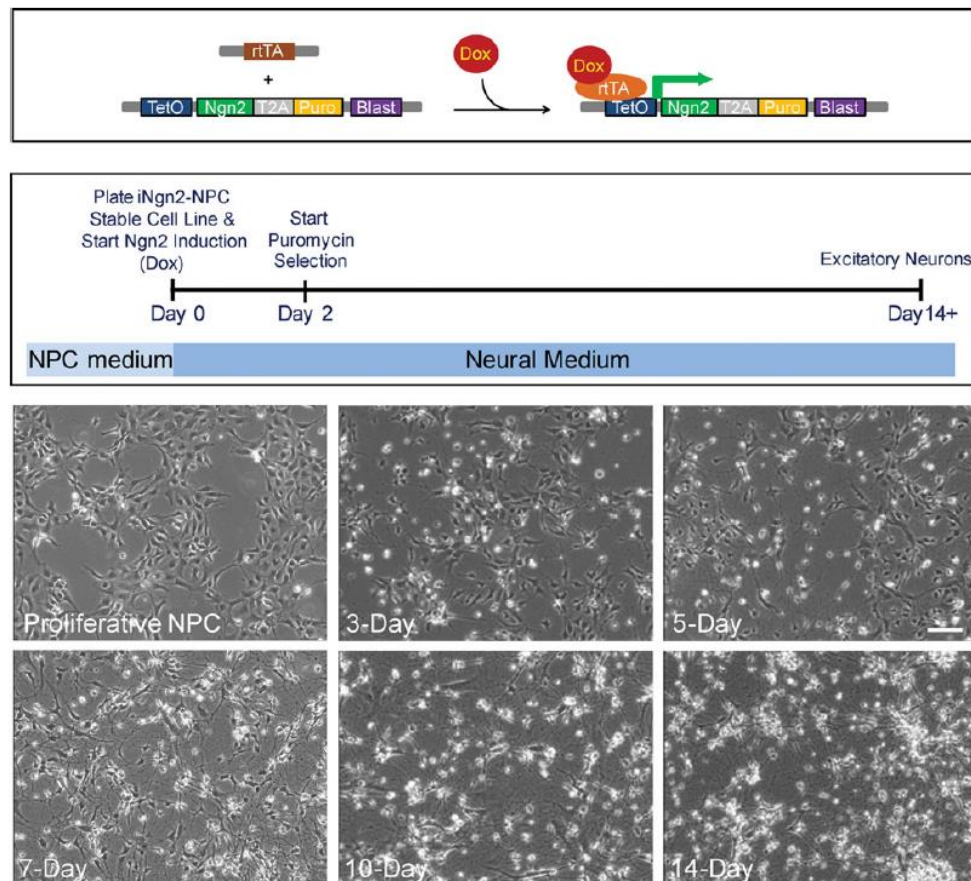 rtTA
+
TetO Ngn2 T2A Puro Blast
Dox
Dox
rtTA
TetO Ngn2 T2A Puro Blast
Plate iNgn2-NPC
Stable Cell Line &
Start Ngn2 Induction
(Dox)
Start
Puromycin
Selection
Excitatory Neurons
Day 0
Day 2
Day14+
NPC medium
Neural Medium
Proliferative NPC
3-Day
5-Day
7-Day
10-Day
14-Day